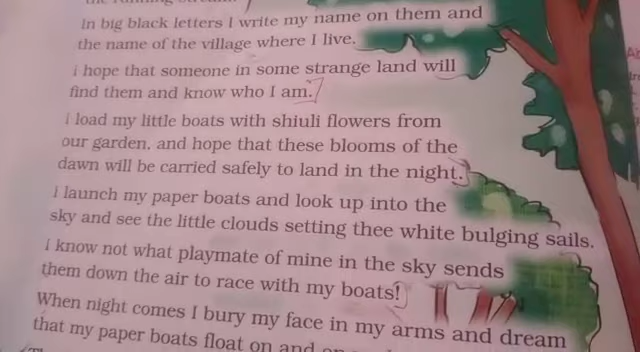 the running stream.
In big black letters I write my name on them and
the name of the village where I live.
i hope that someone in some strange land will
find them and know who I am.
i load my little boats with shiuli flowers from
our garden. and hope that these blooms of the
dawn will be carried safely to land in the night.
i launch my paper boats and look up into the
sky and see the little clouds setting thee white bulging sails.
i know not what playmate of mine in the sky sends
them down the air to race with my boats!
When night comes I bury my face in my arms and dream
that my paper boats float on and